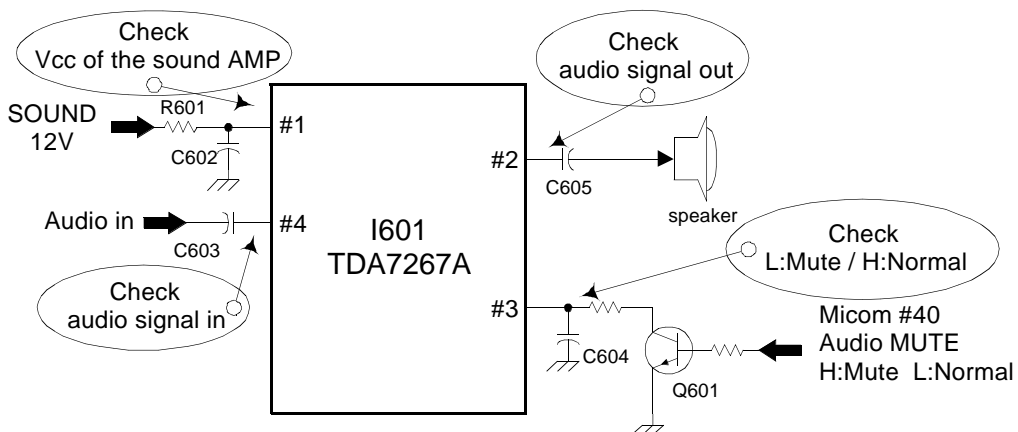 Check
Vcc of the sound AMP
Check
audio signal out
SOUND
12V
R601
#1
C602
#2
C605
speaker
Audio in
C603
#4
I601
TDA7267A
Check
L:Mute / H:Normal
Check
audio signal in
#3
C604
Q601
Micom #40
Audio MUTE
H:Mute L:Normal